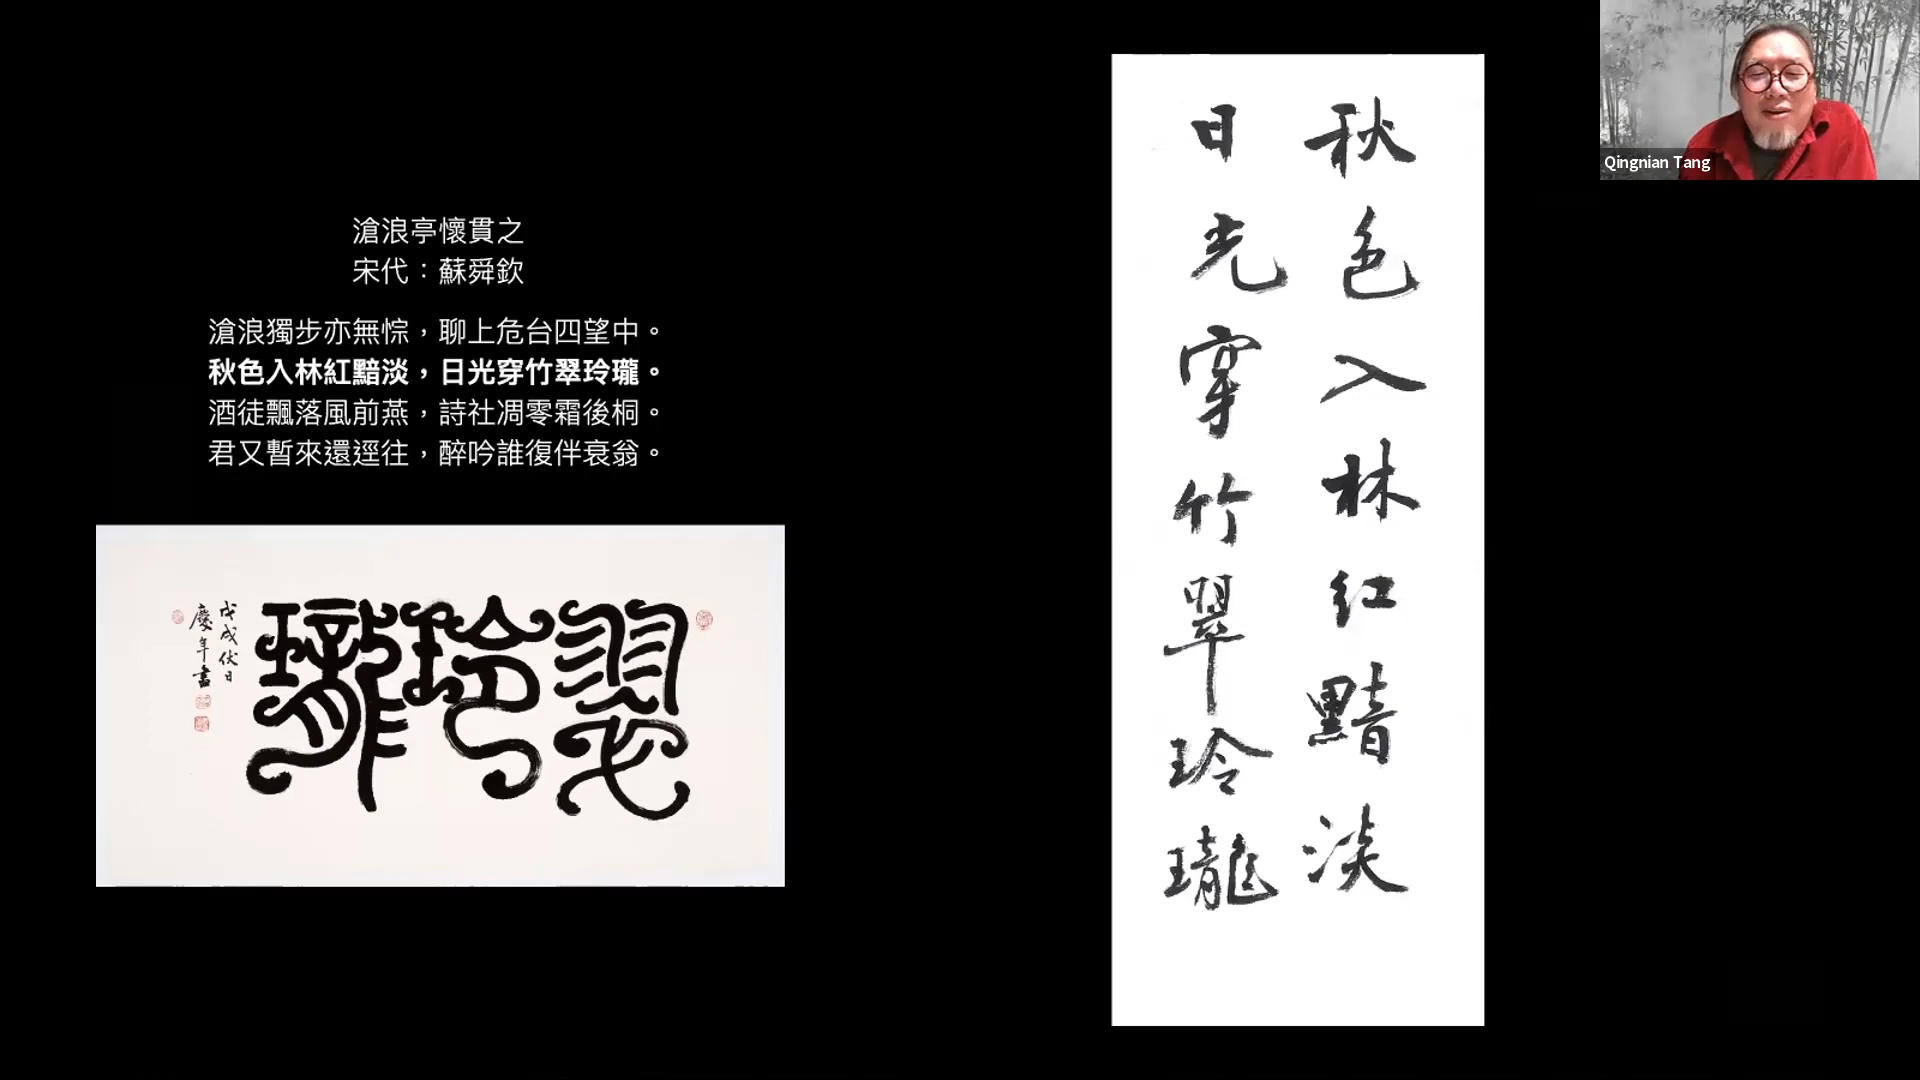 滄浪亭懷貫之
宋代：蘇舜欽
滄浪獨步亦無悰，聊上危台四望中。
秋色入林紅黯淡，日光穿竹翠玲瓏。
酒徒飄落風前燕，詩社凋零霜後桐。
君又暫來還逕往，醉吟誰復伴衰翁。
翠玲瓏
戊戌伏日
慶年書
秋色入林红黯淡
日光穿竹翠玲瓏
Qingnian Tang